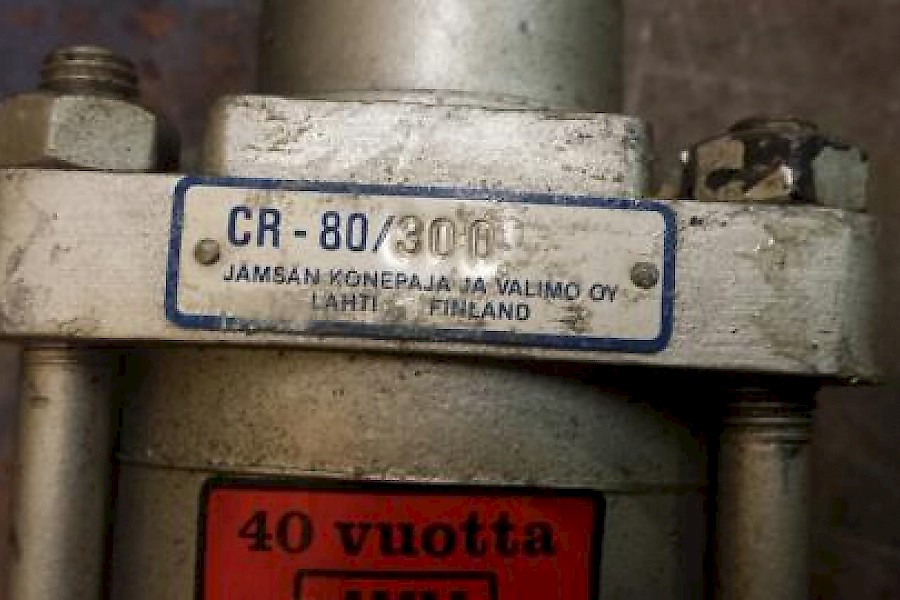 CR - 80/300
JAMSAN KONEPAJA JA VALIMO OY
LAHTI FINLAND
40 vuotta